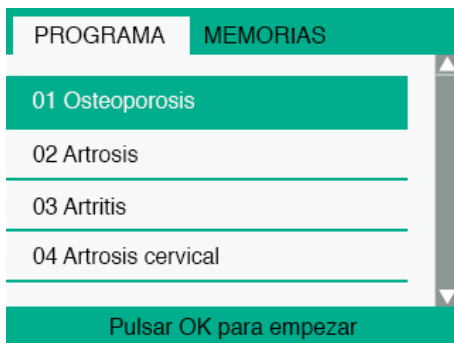 PROGRAMA MEMORIAS
01 Osteoporosis
02 Artrosis
03 Artritis
04 Artrosis cervical
Pulsar OK para empezar